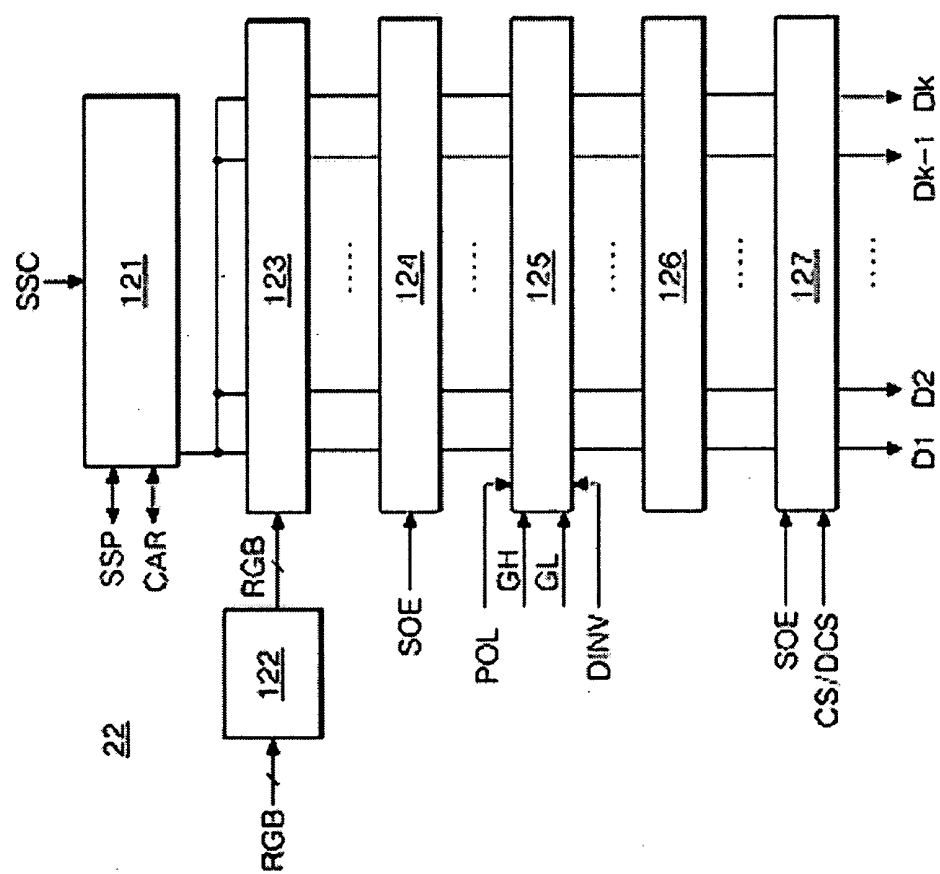 22
SSC
SSP
CAR
121
RGB
122
RGB
123
.....
SOE
124
.....
POL
GH
GL
DINV
125
.....
126
.....
SOE
CS/DCS
127
.....
D1
D2
Dk-1
Dk